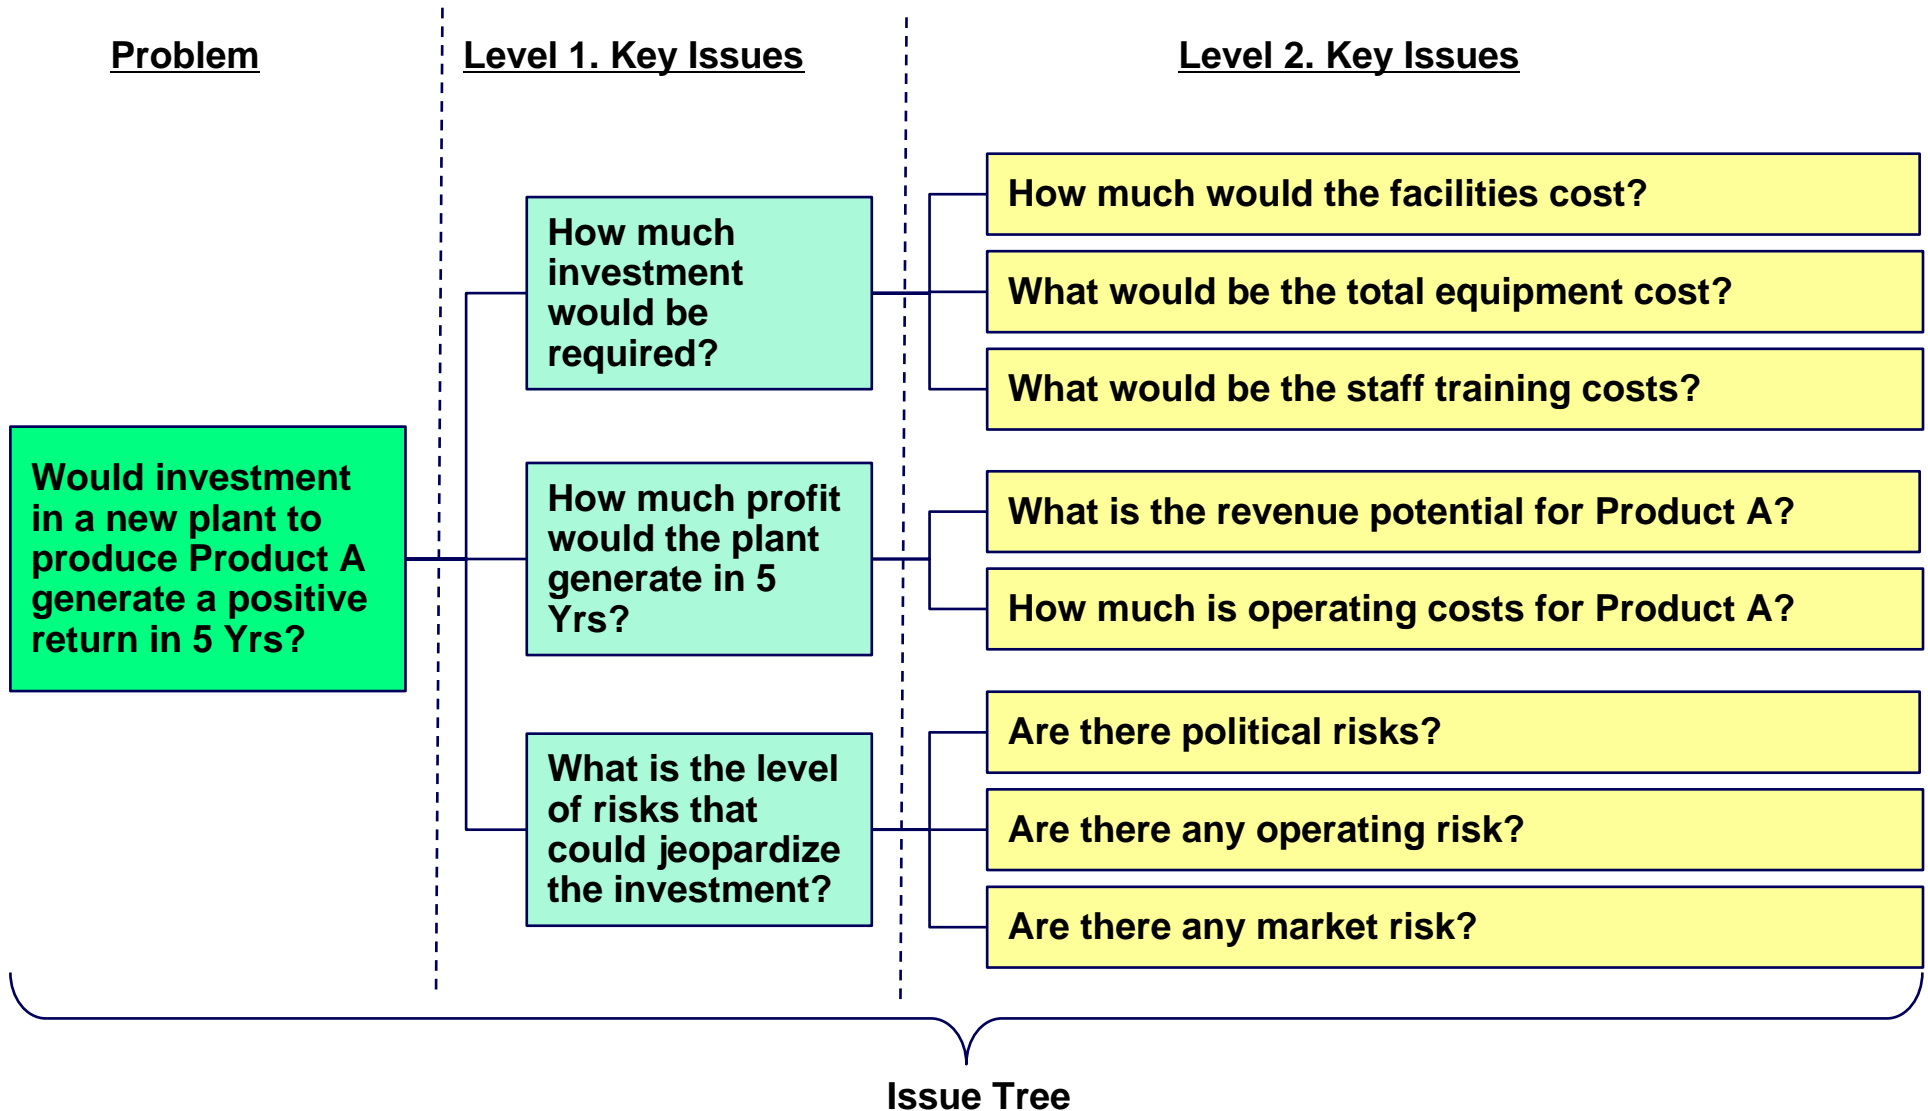 Problem
Level 1. Key Issues
Level 2. Key Issues
Would investment
in a new plant to
produce Product A
generate a positive
return in 5 Yrs?
How much
investment
would be
required?
How much would the facilities cost?
What would be the total equipment cost?
What would be the staff training costs?
How much profit
would the plant
generate in 5
Yrs?
What is the revenue potential for Product A?
How much is operating costs for Product A?
What is the level
of risks that
could jeopardize
the investment?
Are there political risks?
Are there any operating risk?
Are there any market risk?
Issue Tree